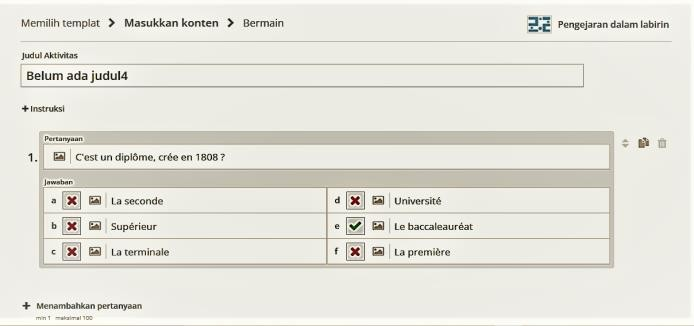 Memilih templat > Masukkan konten > Bermain
Pengejaran dalam labirin
Judul Aktivitas
Belum ada judul4
+ Instruksi
Pertanyaan
1. C'est un diplôme, crée en 1808 ?
Jawaban
a La seconde
b Supérieur
c La terminale
d Université
e Le baccaleauréat
f La première
+ Menambahkan pertanyaan
min 1 maksimal 100